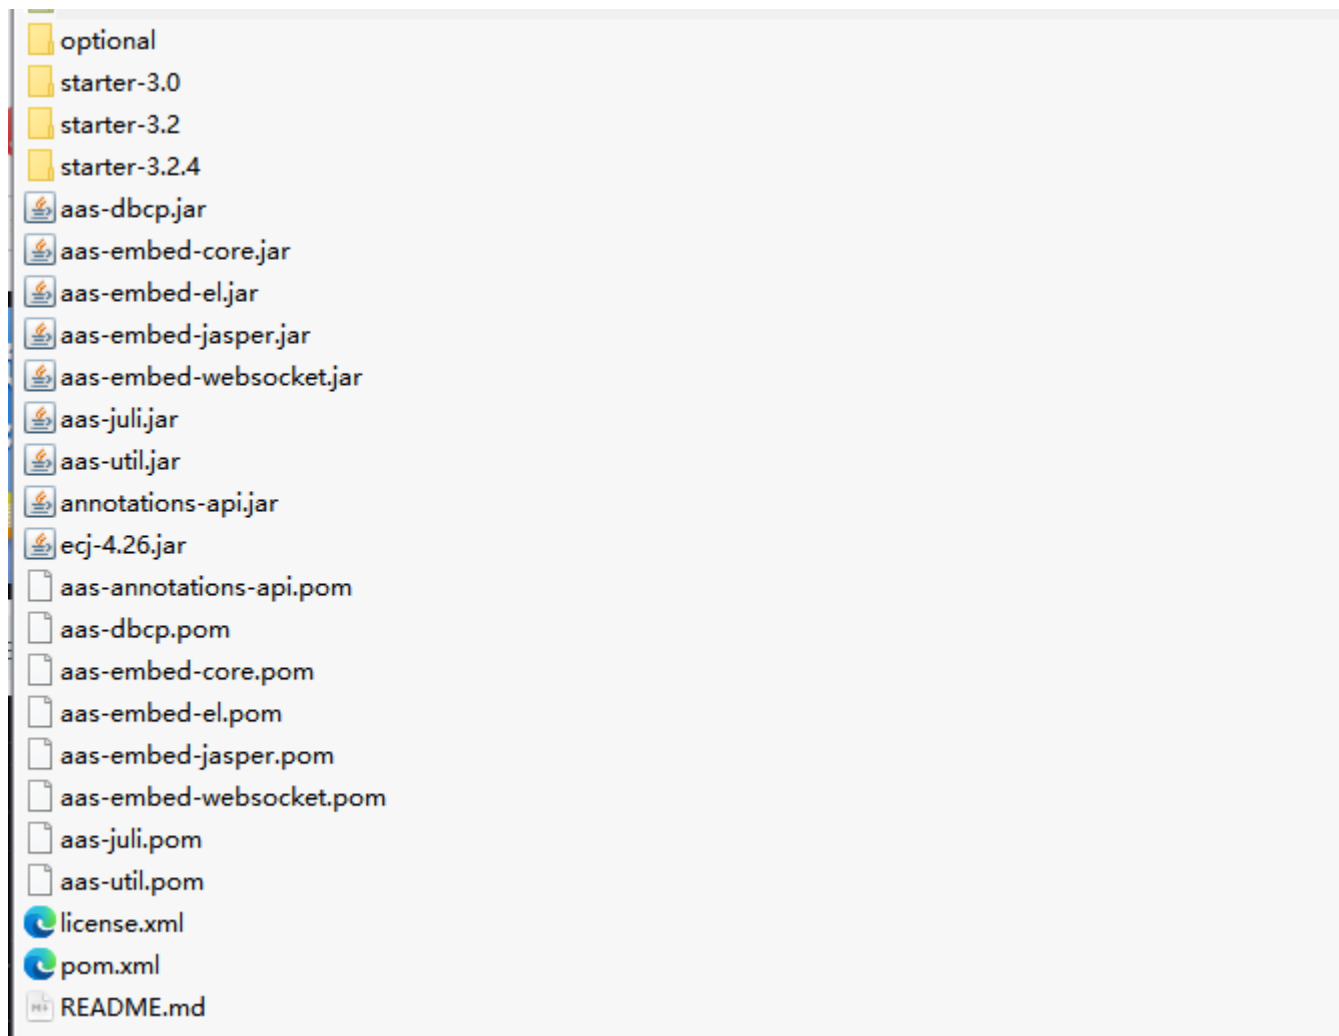 optional
starter-3.0
starter-3.2
starter-3.2.4
aas-dbcp.jar
aas-embed-core.jar
aas-embed-el.jar
aas-embed-jasper.jar
aas-embed-websocket.jar
aas-juli.jar
aas-util.jar
annotations-api.jar
ecj-4.26.jar
aas-annotations-api.pom
aas-dbcp.pom
aas-embed-core.pom
aas-embed-el.pom
aas-embed-jasper.pom
aas-embed-websocket.pom
aas-juli.pom
aas-util.pom
license.xml
pom.xml
README.md